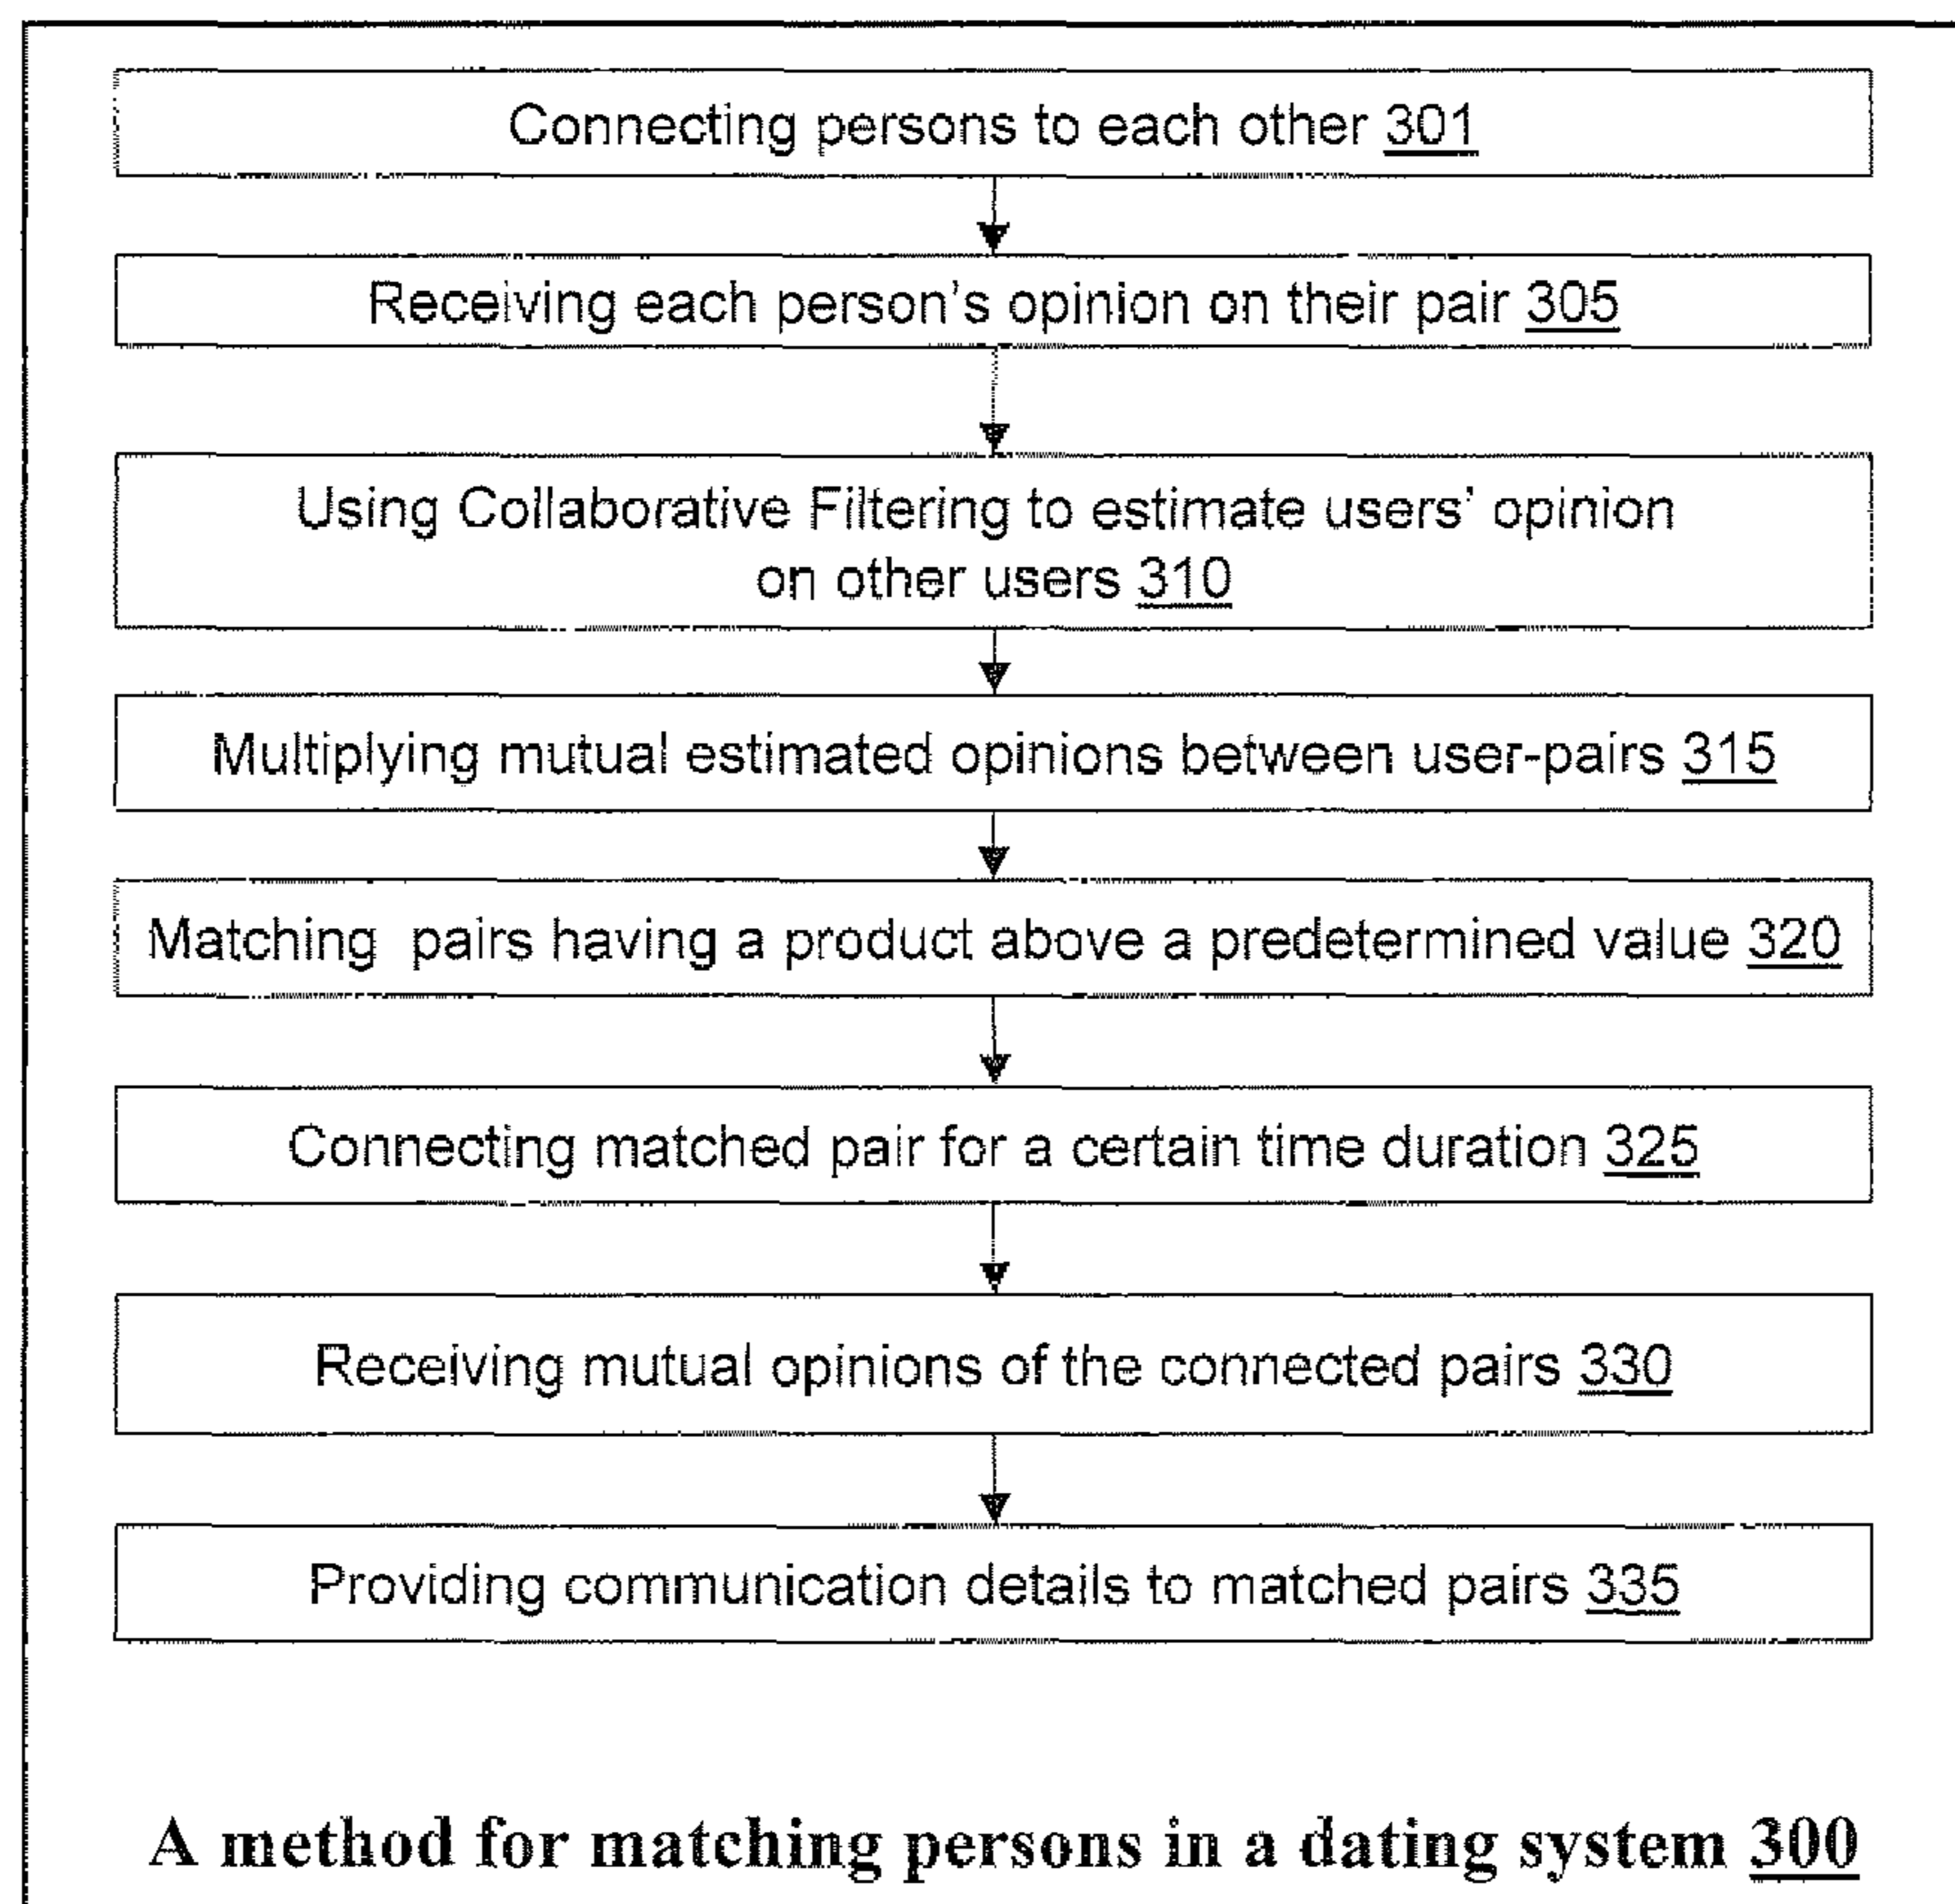 Connecting persons to each other 301
Receiving each person's opinion on their pair 305
Using Collaborative Filtering to estimate users' opinion
on other users 310
Multiplying mutual estimated opinions between user-pairs 315
Matching pairs having a product above a predetermined value 320
Connecting matched pair for a certain time duration 325
Receiving mutual opinions of the connected pairs 330
Providing communication details to matched pairs 335
A method for matching persons in a dating system 300